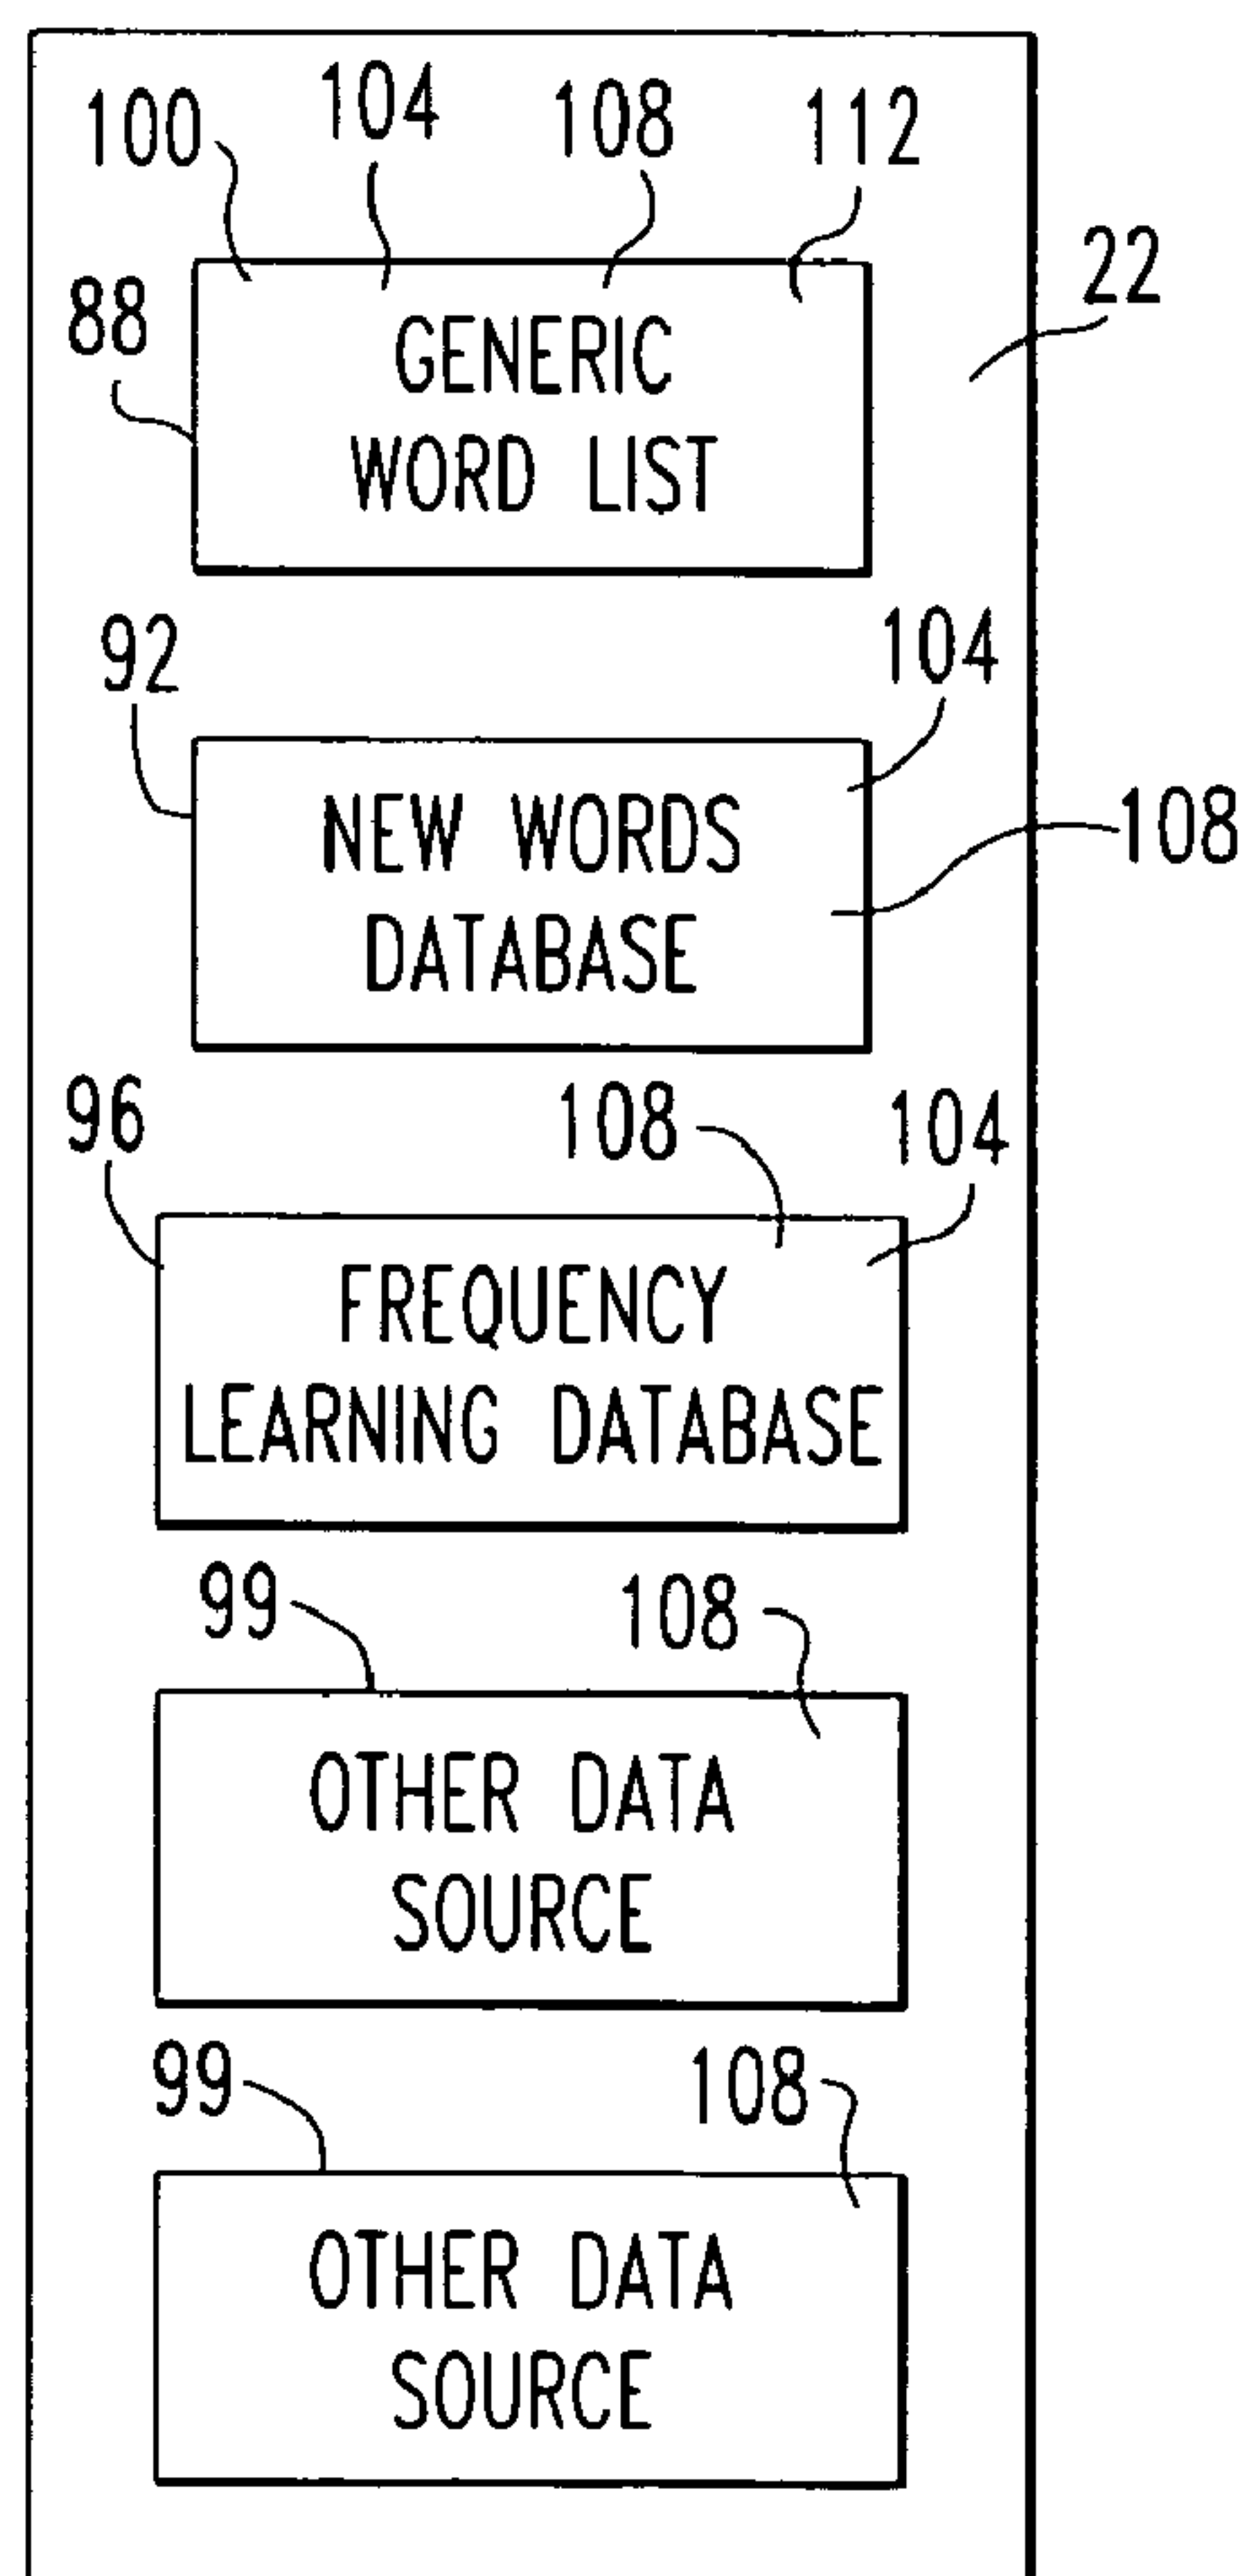 100 104 108 112
22
88
GENERIC
WORD LIST
92 104
NEW WORDS
108
DATABASE
96 108 104
FREQUENCY
LEARNING DATABASE
99 108
OTHER DATA
SOURCE
99 108
OTHER DATA
SOURCE